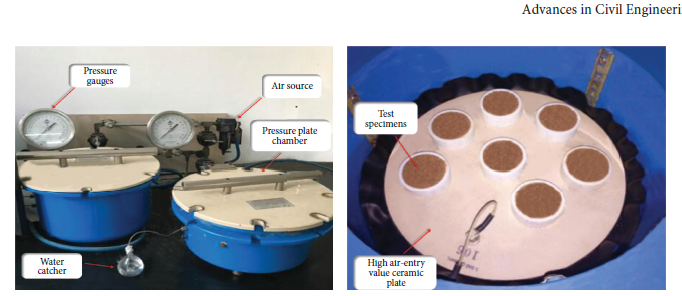 Advances in Civil Engineeri
Pressure
gauges
Air source
Pressure plate
chamber
Water
catcher
Test
specimens
High air-entry
value ceramic
plate